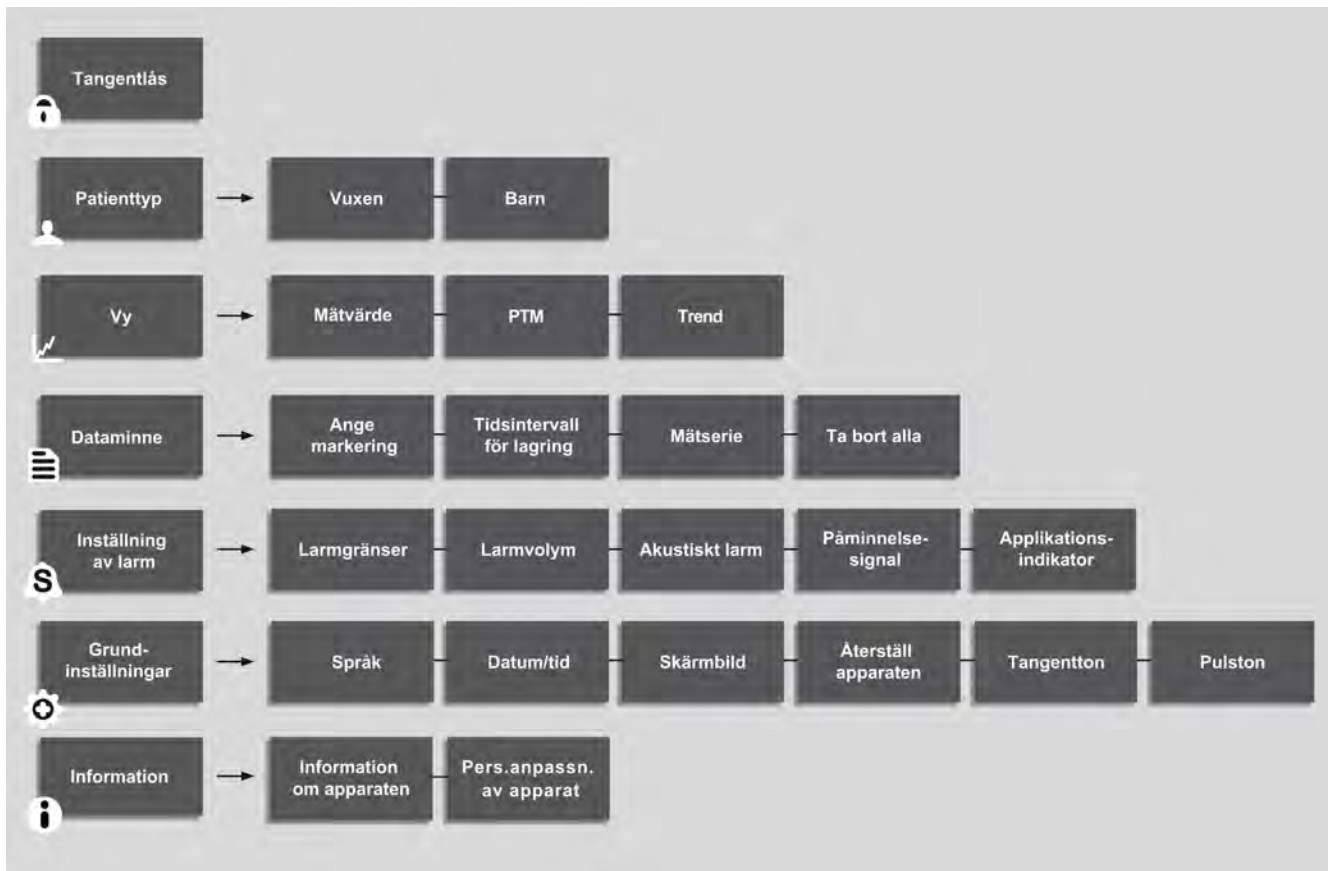 Tangentlås
Patienttyp
Vuxen
Barn
Vy
Mätvärde
PTM
Trend
Dataminne
Ange
markering
Tidsintervall
för lagring
Mätserie
Ta bort alla
Inställning
av larm
S
Larmgränser
Larmvolym
Akustiskt larm
Påminnelse-
signal
Applikations-
indikator
Grund-
inställningar
Språk
Datum/tid
Skärmbild
Återställ
apparaten
Tangentton
Pulston
Information
i
Information
om apparaten
Pers.anpassn.
av apparat